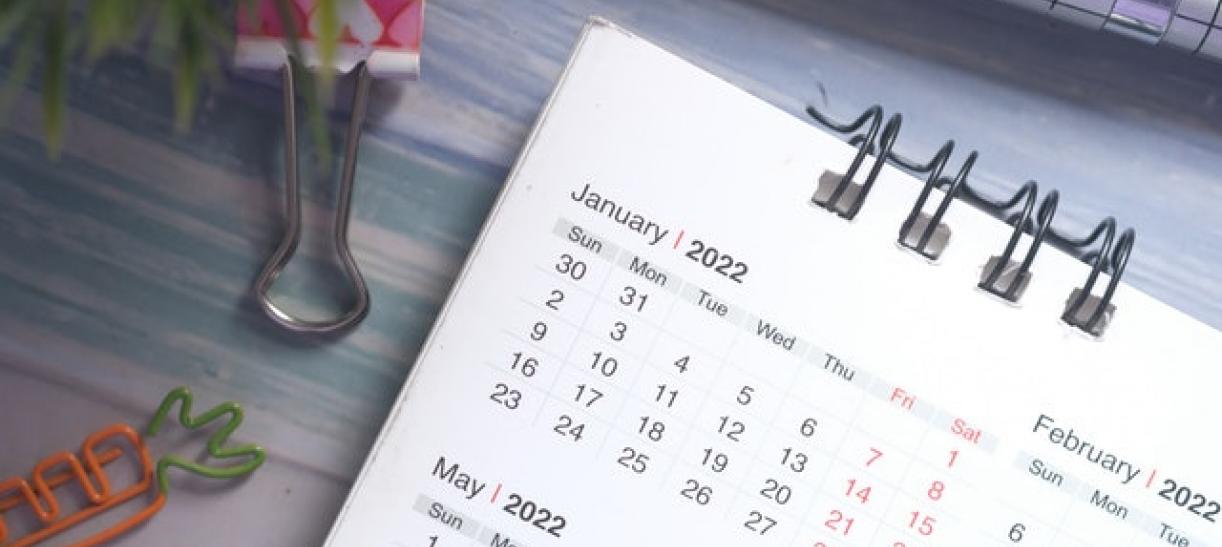 January | 2022
Sun Mon Tue Wed Thu Fri Sat
30 31 1
2 3 4 5 6 7 8
9 10 11 12 13 14 15
16 17 18 19 20 21
23 24 25 26 27
February | 2022
Sun Mon Tue
6
May | 2022
Sun
1